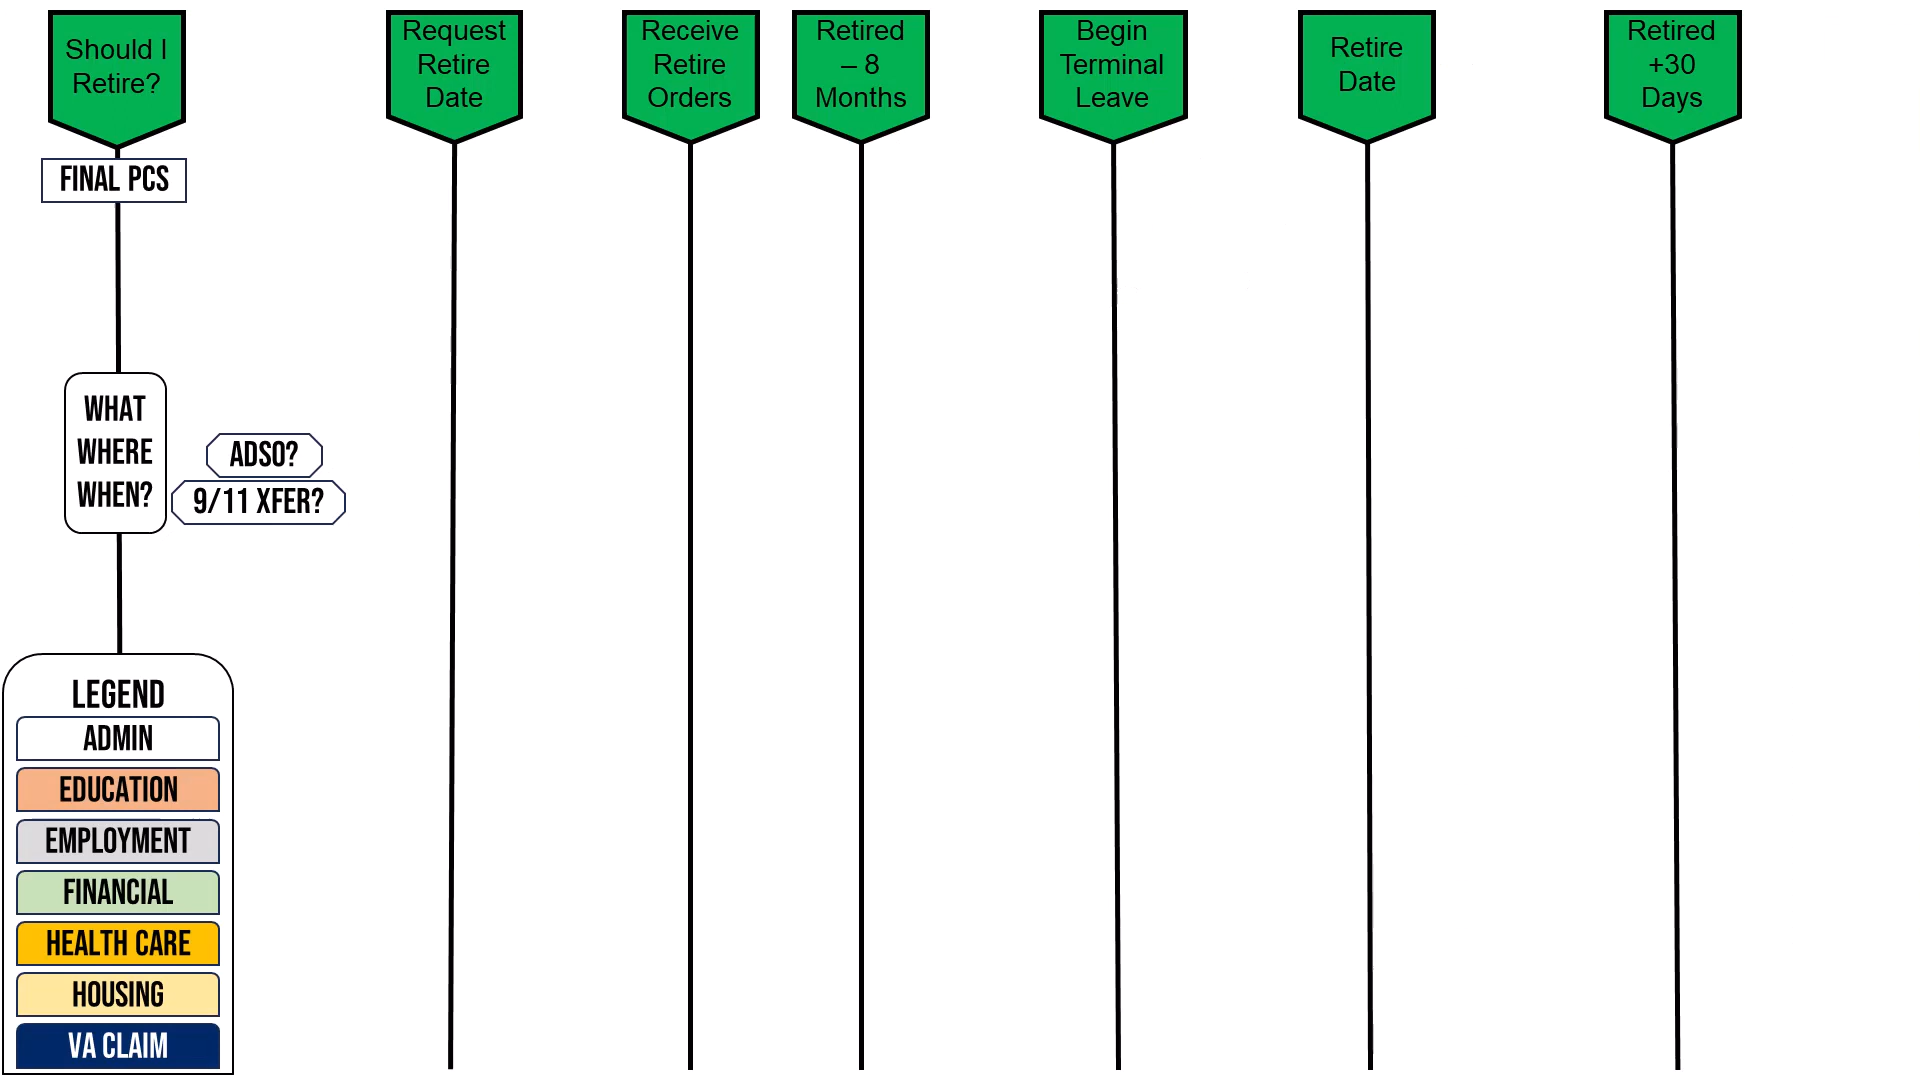 Should I
Retire?
Request
Retire
Date
Receive
Retire
Orders
Retired
– 8
Months
Begin
Terminal
Leave
Retire
Date
Retired
+30
Days
FINAL PCS
WHAT
WHERE
WHEN?
ADSO?
9/11 XFER?
LEGEND
ADMIN
EDUCATION
EMPLOYMENT
FINANCIAL
HEALTH CARE
HOUSING
VA CLAIM